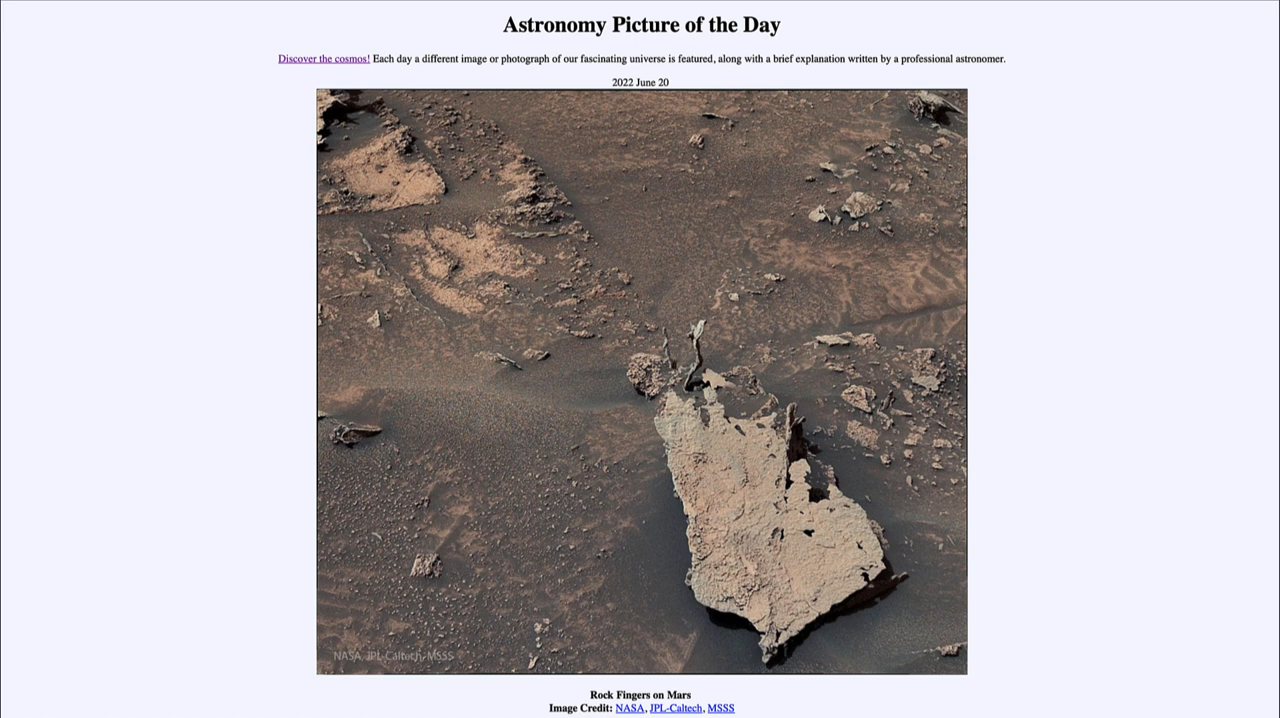 Astronomy Picture of the Day
Discover the cosmos! Each day a different image or photograph of our fascinating universe is featured, along with a brief explanation written by a professional astronomer.
2022 June 20
NASA, JPL-Caltech, MSSS
Rock Fingers on Mars
Image Credit: NASA, JPL-Caltech, MSSS